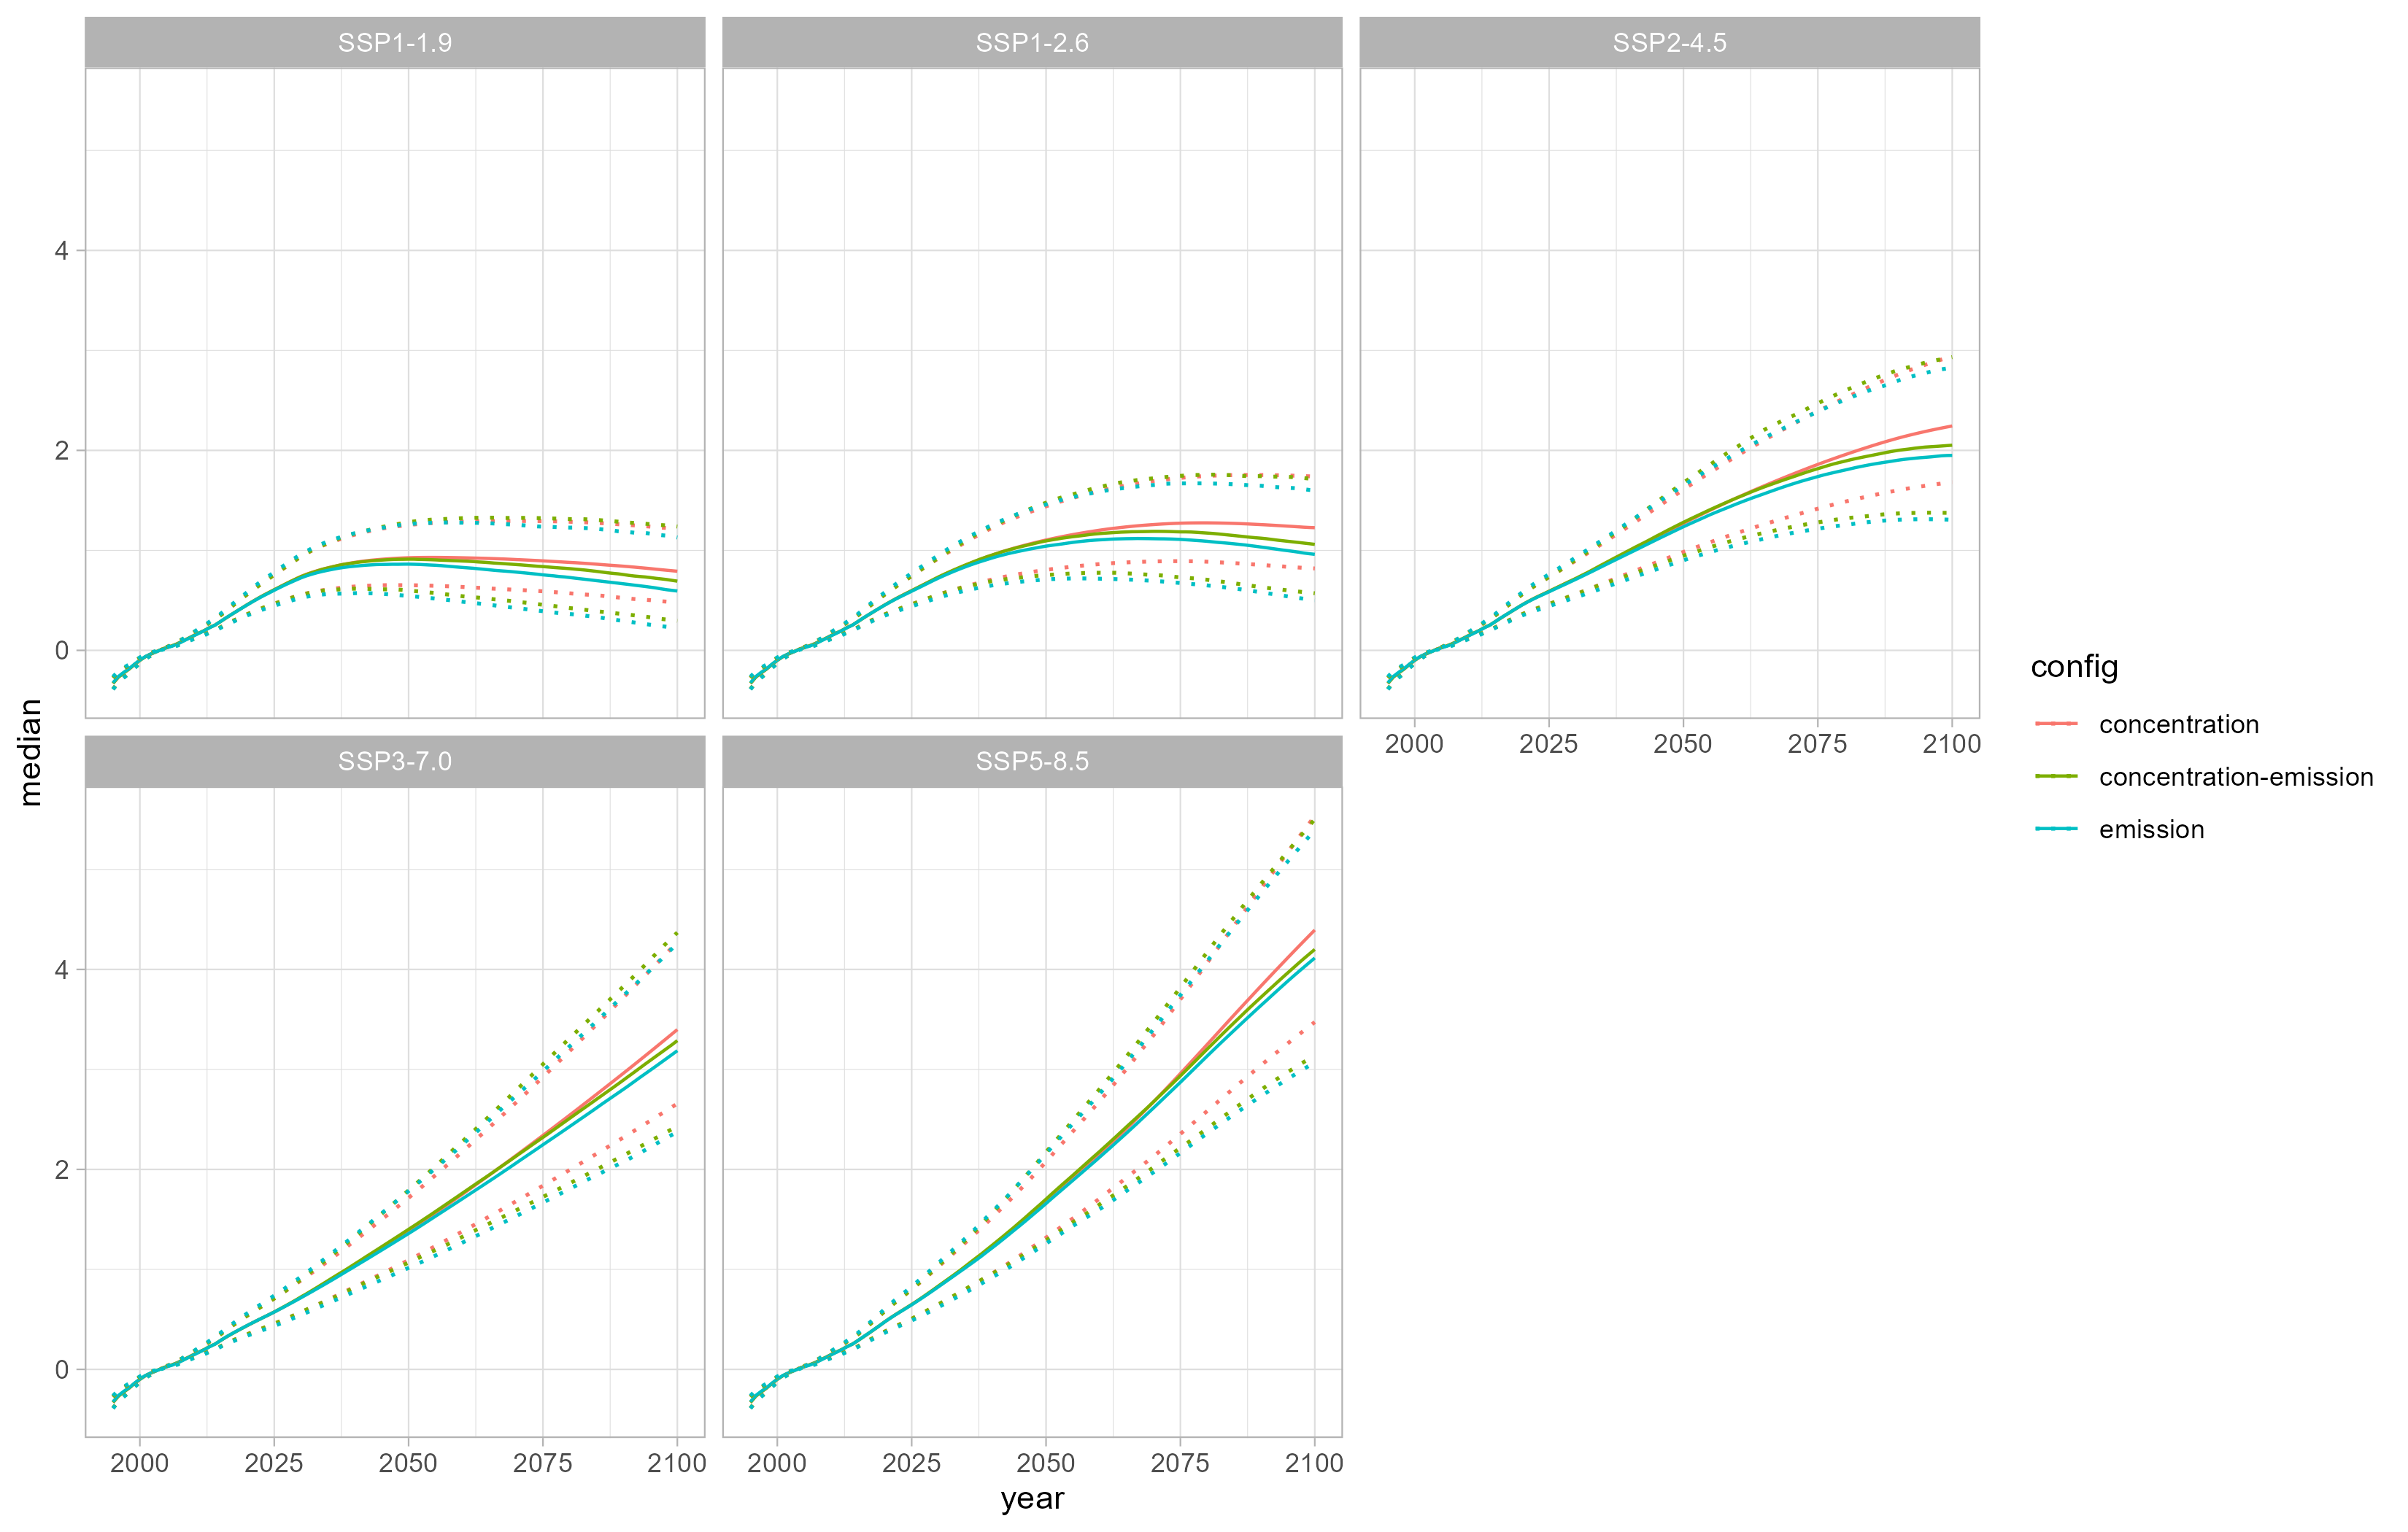 SSP1-1.9
SSP1-2.6
SSP2-4.5
4
2
0
2000 2025 2050 2075 2100
SSP3-7.0
SSP5-8.5
4
2
0
2000 2025 2050 2075 2100
2000 2025 2050 2075 2100
median
year
config
concentration
concentration-emission
emission